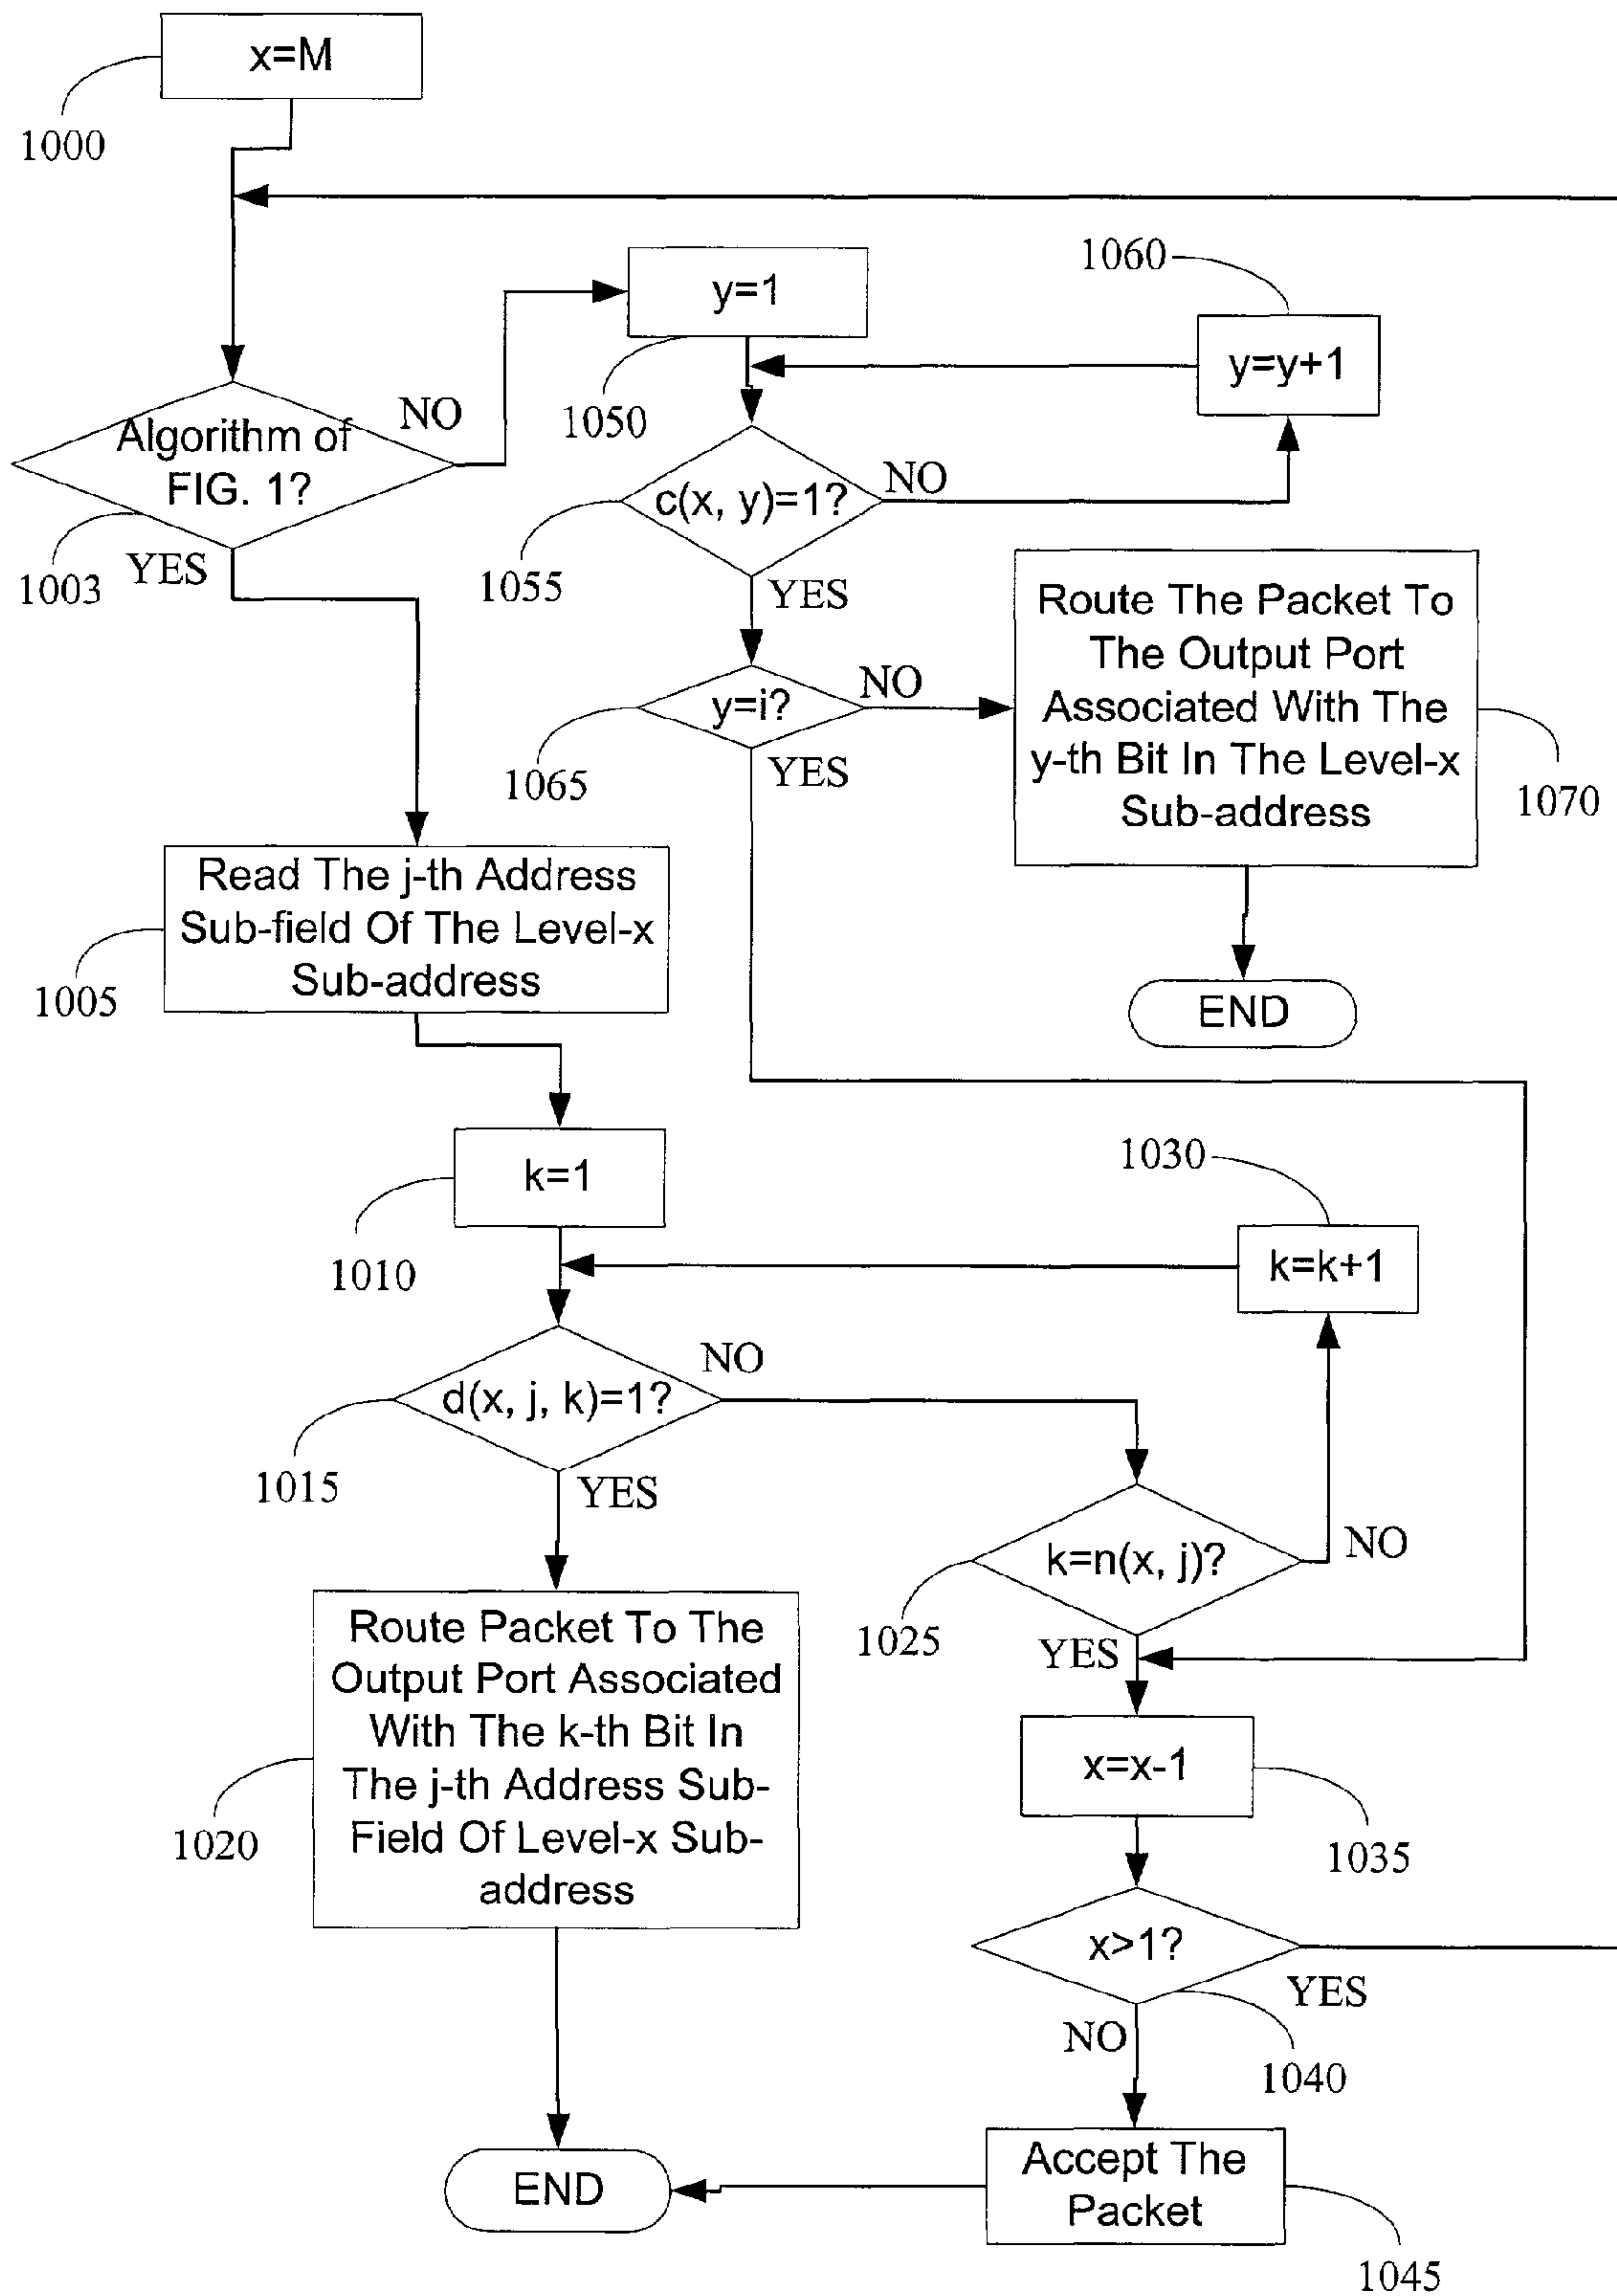 x=M
1000
1060
y=1
y=y+1
1050
NO
Algorithm of
FIG. 1?
c(x, y)=1?
NO
1003
YES
1055
YES
Route The Packet To
The Output Port
Associated With The
y-th Bit In The Level-x
Sub-address
y=i?
NO
1065
YES
1070
Read The j-th Address
Sub-field Of The Level-x
Sub-address
1005
END
k=1
1030
1010
k=k+1
NO
d(x, j, k)=1?
1015
YES
k=n(x, j)?
NO
1025
YES
Route Packet To The
Output Port Associated
With The k-th Bit In
The j-th Address Sub-
Field Of Level-x Sub-
address
1020
x=x-1
1035
x>1?
YES
NO
1040
END
Accept The
Packet
1045